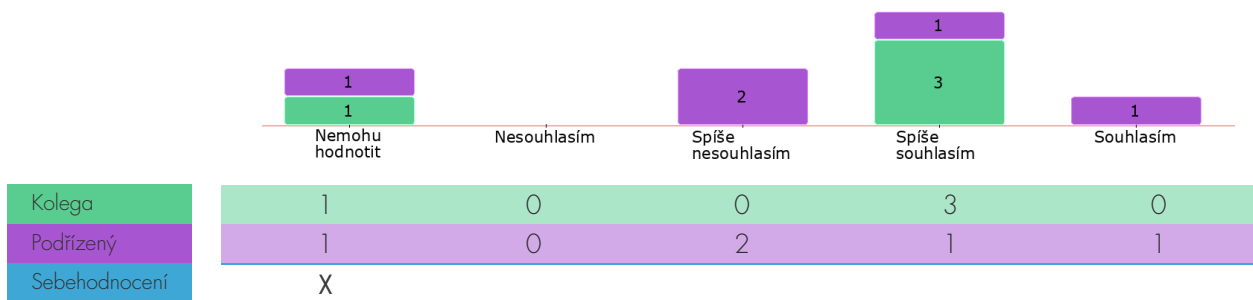 1
1
1
2
3
1
Nemohu
hodnotit
Nesouhlasím
Spíše
nesouhlasím
Spíše
souhlasím
Souhlasím
Kolega 1 0 0 3 0
Podřízený 1 0 2 1 1
Sebehodnocení X